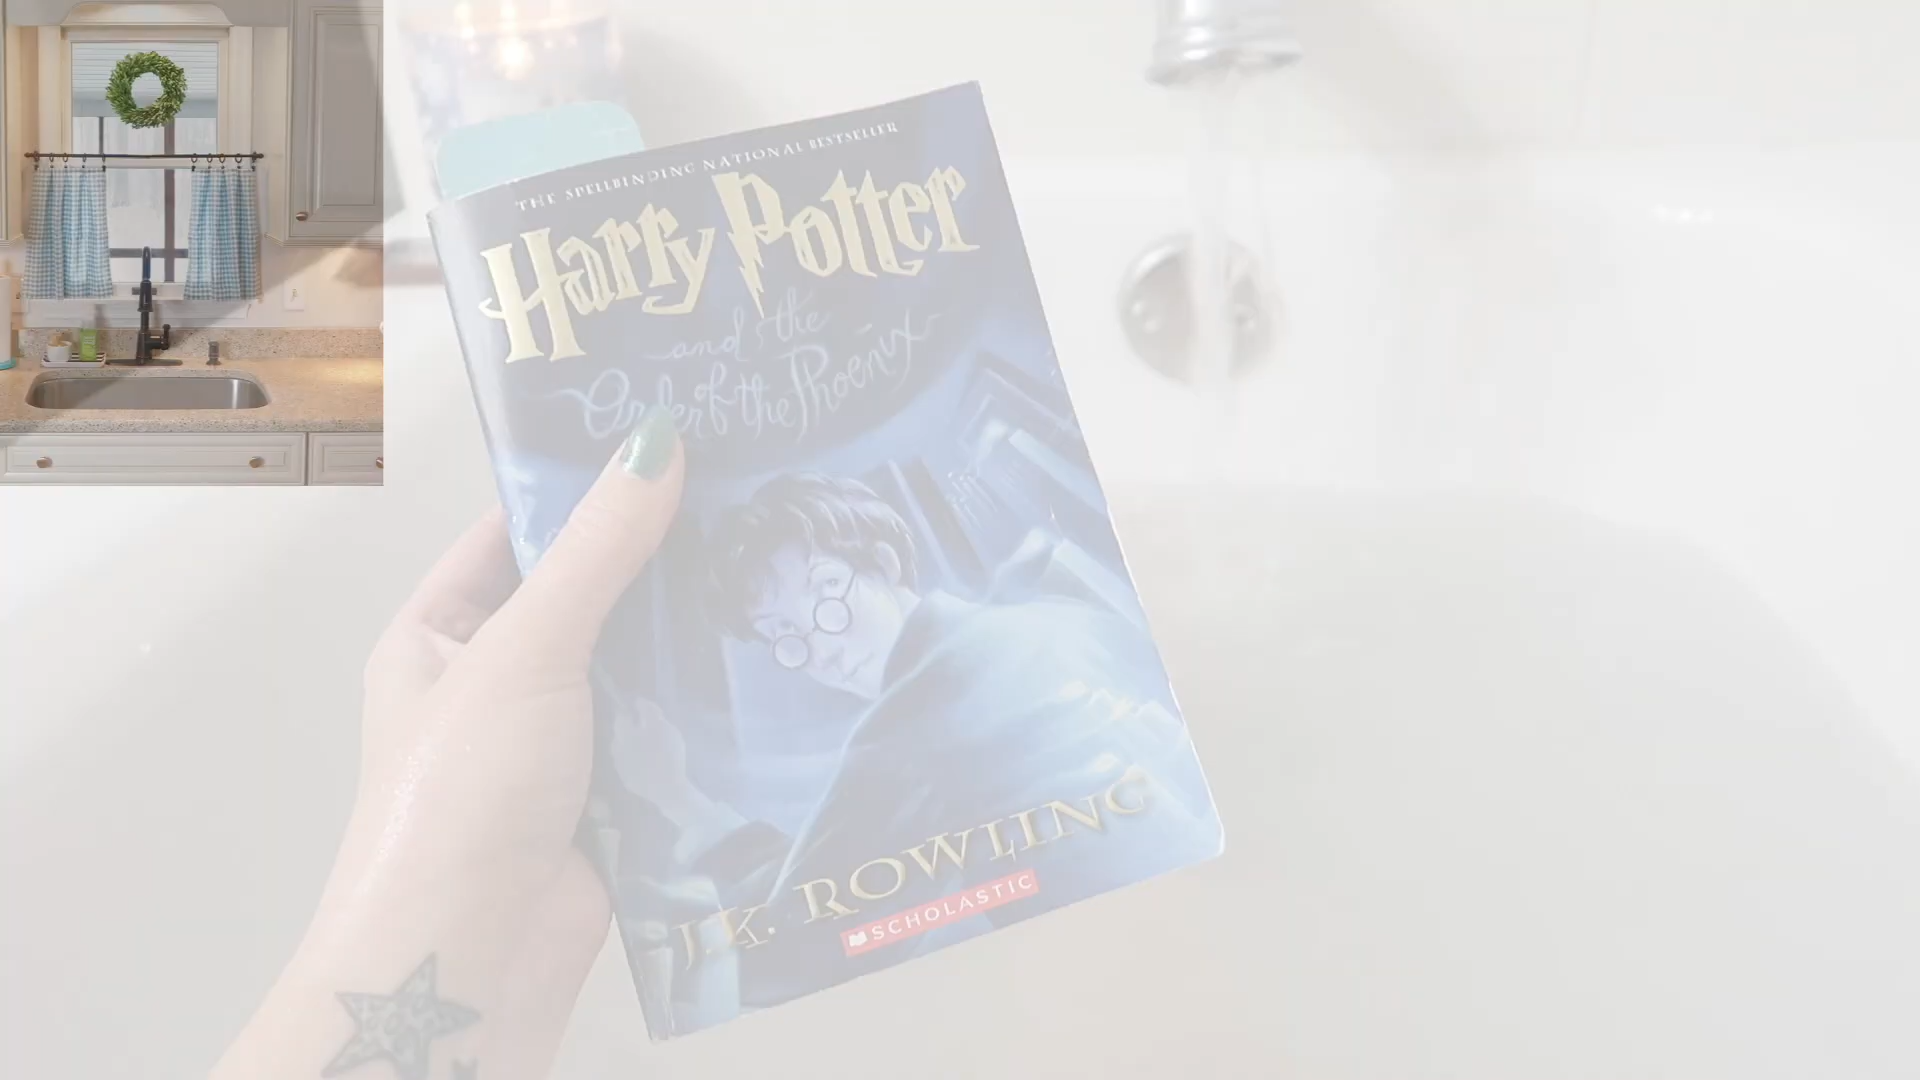 THE SPELLBINDING NATIONAL BESTSELLER
Harry Potter
and the
Order of the Phoenix
J.K. ROWLING
SCHOLASTIC